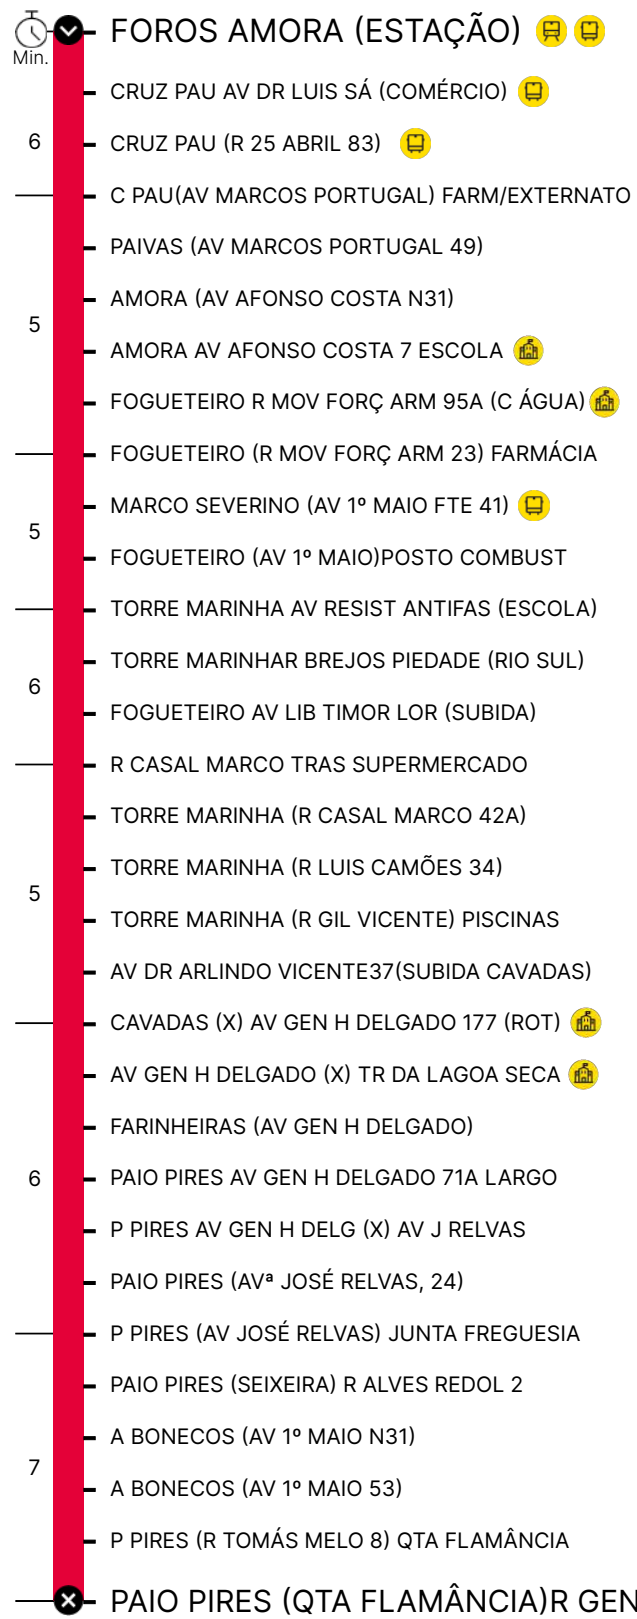 FOROS AMORA (ESTAÇÃO)
Min.
CRUZ PAU AV DR LUIS SÁ (COMÉRCIO)
6
CRUZ PAU (R 25 ABRIL 83)
C PAU(AV MARCOS PORTUGAL) FARM/EXTERNATO
PAIVAS (AV MARCOS PORTUGAL 49)
AMORA (AV AFONSO COSTA N31)
5
AMORA AV AFONSO COSTA 7 ESCOLA
FOGUETEIRO R MOV FORÇ ARM 95A (C ÁGUA)
FOGUETEIRO (R MOV FORÇ ARM 23) FARMÁCIA
MARCO SEVERINO (AV 1º MAIO FTE 41)
5
FOGUETEIRO (AV 1º MAIO)POSTO COMBUST
TORRE MARINHA AV RESIST ANTIFAS (ESCOLA)
TORRE MARINHAR BREJOS PIEDADE (RIO SUL)
6
FOGUETEIRO AV LIB TIMOR LOR (SUBIDA)
R CASAL MARCO TRAS SUPERMERCADO
TORRE MARINHA (R CASAL MARCO 42A)
TORRE MARINHA (R LUIS CAMÕES 34)
5
TORRE MARINHA (R GIL VICENTE) PISCINAS
AV DR ARLINDO VICENTE37(SUBIDA CAVADAS)
CAVADAS (X) AV GEN H DELGADO 177 (ROT)
AV GEN H DELGADO (X) TR DA LAGOA SECA
FARINHEIRAS (AV GEN H DELGADO)
6
PAIO PIRES AV GEN H DELGADO 71A LARGO
P PIRES AV GEN H DELG (X) AV J RELVAS
PAIO PIRES (AVª JOSÉ RELVAS, 24)
P PIRES (AV JOSÉ RELVAS) JUNTA FREGUESIA
PAIO PIRES (SEIXEIRA) R ALVES REDOL 2
A BONECOS (AV 1º MAIO N31)
7
A BONECOS (AV 1º MAIO 53)
P PIRES (R TOMÁS MELO 8) QTA FLAMÂNCIA
PAIO PIRES (QTA FLAMÂNCIA)R GEN